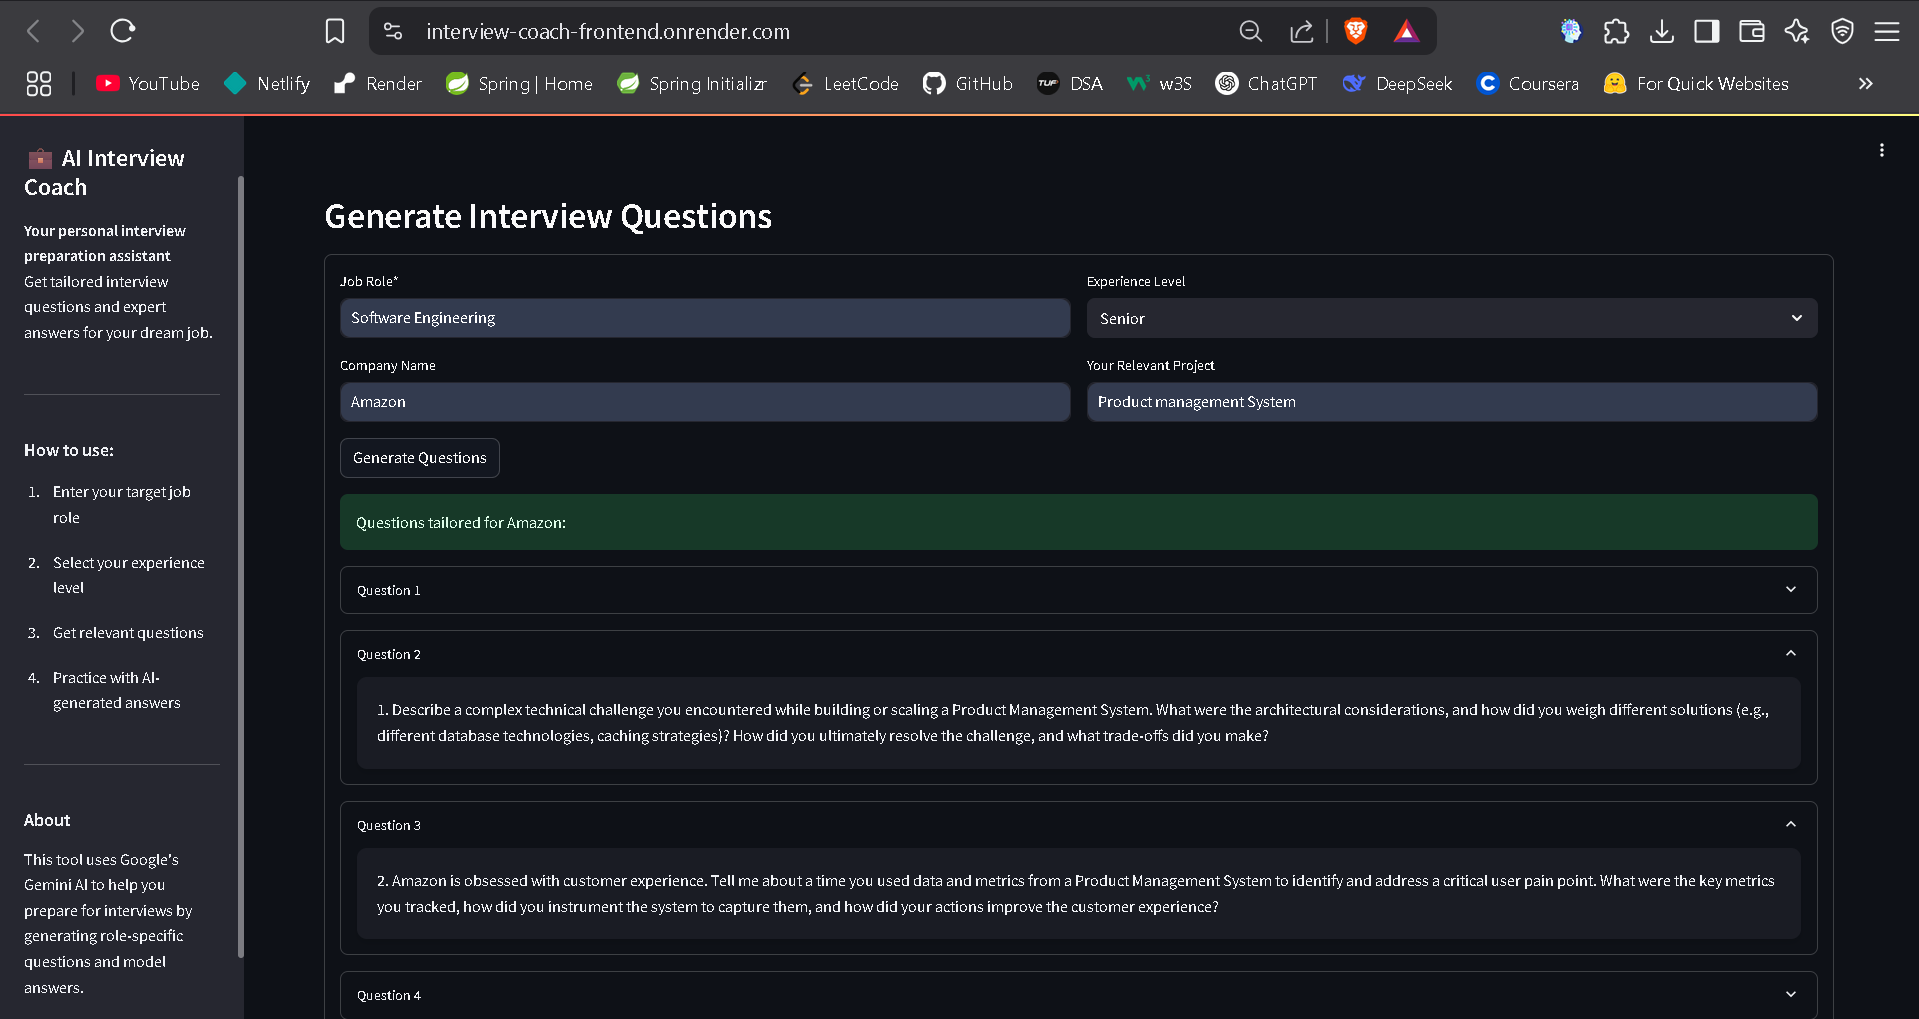 interview-coach-frontend.onrender.com
YouTube Netlify Render Spring | Home Spring Initializr LeetCode GitHub TUF DSA w3S ChatGPT DeepSeek Coursera For Quick Websites
AI Interview
Coach
Your personal interview
preparation assistant
Get tailored interview
questions and expert
answers for your dream job.
How to use:
1. Enter your target job
role
2. Select your experience
level
3. Get relevant questions
4. Practice with AI-
generated answers
About
This tool uses Google's
Gemini AI to help you
prepare for interviews by
generating role-specific
questions and model
answers.
Generate Interview Questions
Job Role*
Software Engineering
Experience Level
Senior
Company Name
Amazon
Your Relevant Project
Product management System
Generate Questions
Questions tailored for Amazon:
Question 1
Question 2
1. Describe a complex technical challenge you encountered while building or scaling a Product Management System. What were the architectural considerations, and how did you weigh different solutions (e.g.,
different database technologies, caching strategies)? How did you ultimately resolve the challenge, and what trade-offs did you make?
Question 3
2. Amazon is obsessed with customer experience. Tell me about a time you used data and metrics from a Product Management System to identify and address a critical user pain point. What were the key metrics
you tracked, how did you instrument the system to capture them, and how did your actions improve the customer experience?
Question 4